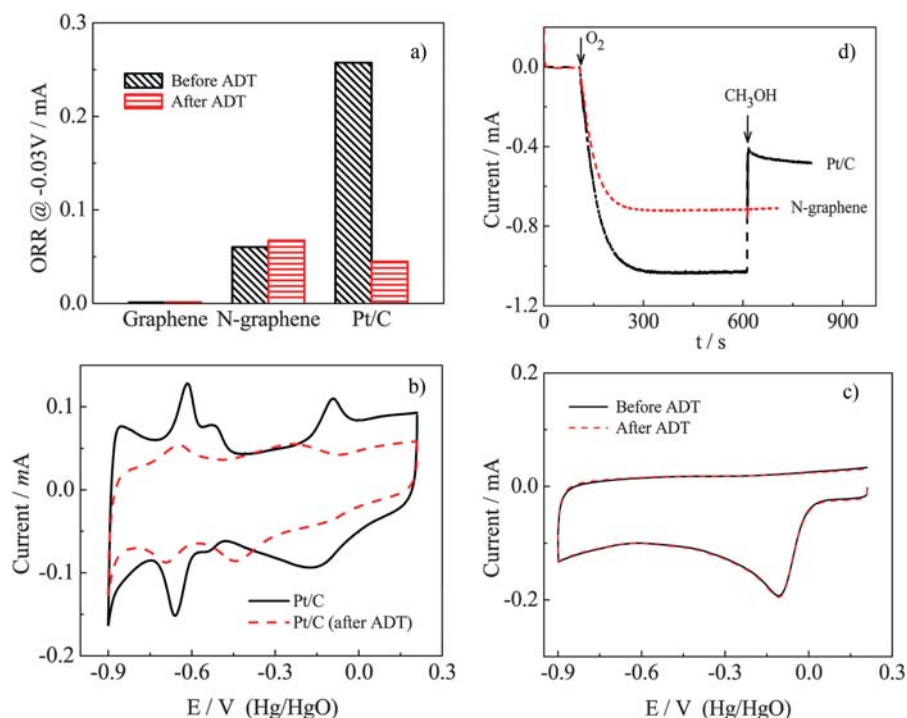 a)
Before ADT
After ADT
ORR @ -0.03V / mA
0.3
0.2
0.1
0.0
Graphene N-graphene Pt/C
d)
O2
CH3OH
Pt/C
N-graphene
Current / mA
0.0
-0.4
-0.8
-1.2
0 300 600 900
t / s
b)
Current / mA
0.1
0.0
-0.1
-0.2
Pt/C
Pt/C (after ADT)
-0.9 -0.6 -0.3 0.0 0.3
E / V (Hg/HgO)
c)
Before ADT
After ADT
Current / mA
0.2
0.0
-0.2
-0.9 -0.6 -0.3 0.0 0.3
E / V (Hg/HgO)